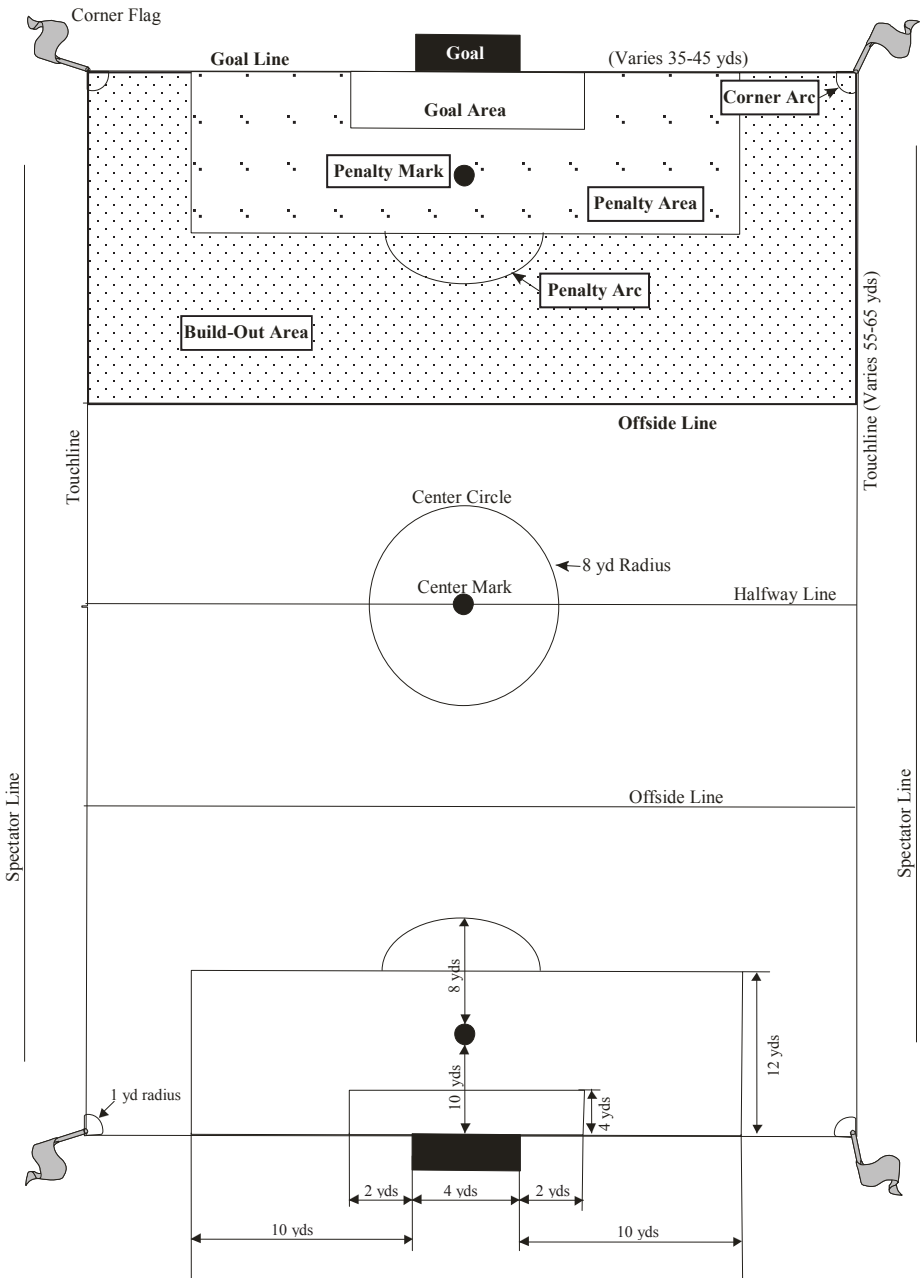 Corner Flag
Goal
Goal Line
(Varies 35-45 yds)
Corner Arc
Goal Area
Penalty Mark
Penalty Area
Penalty Arc
Build-Out Area
Touchline (Varies 55-65 yds)
Offside Line
Touchline
Center Circle
8 yd Radius
Center Mark
Halfway Line
Spectator Line
Offside Line
Spectator Line
8 yds
12 yds
10 yds
1 yd radius
4 yds
2 yds
4 yds
2 yds
10 yds
10 yds